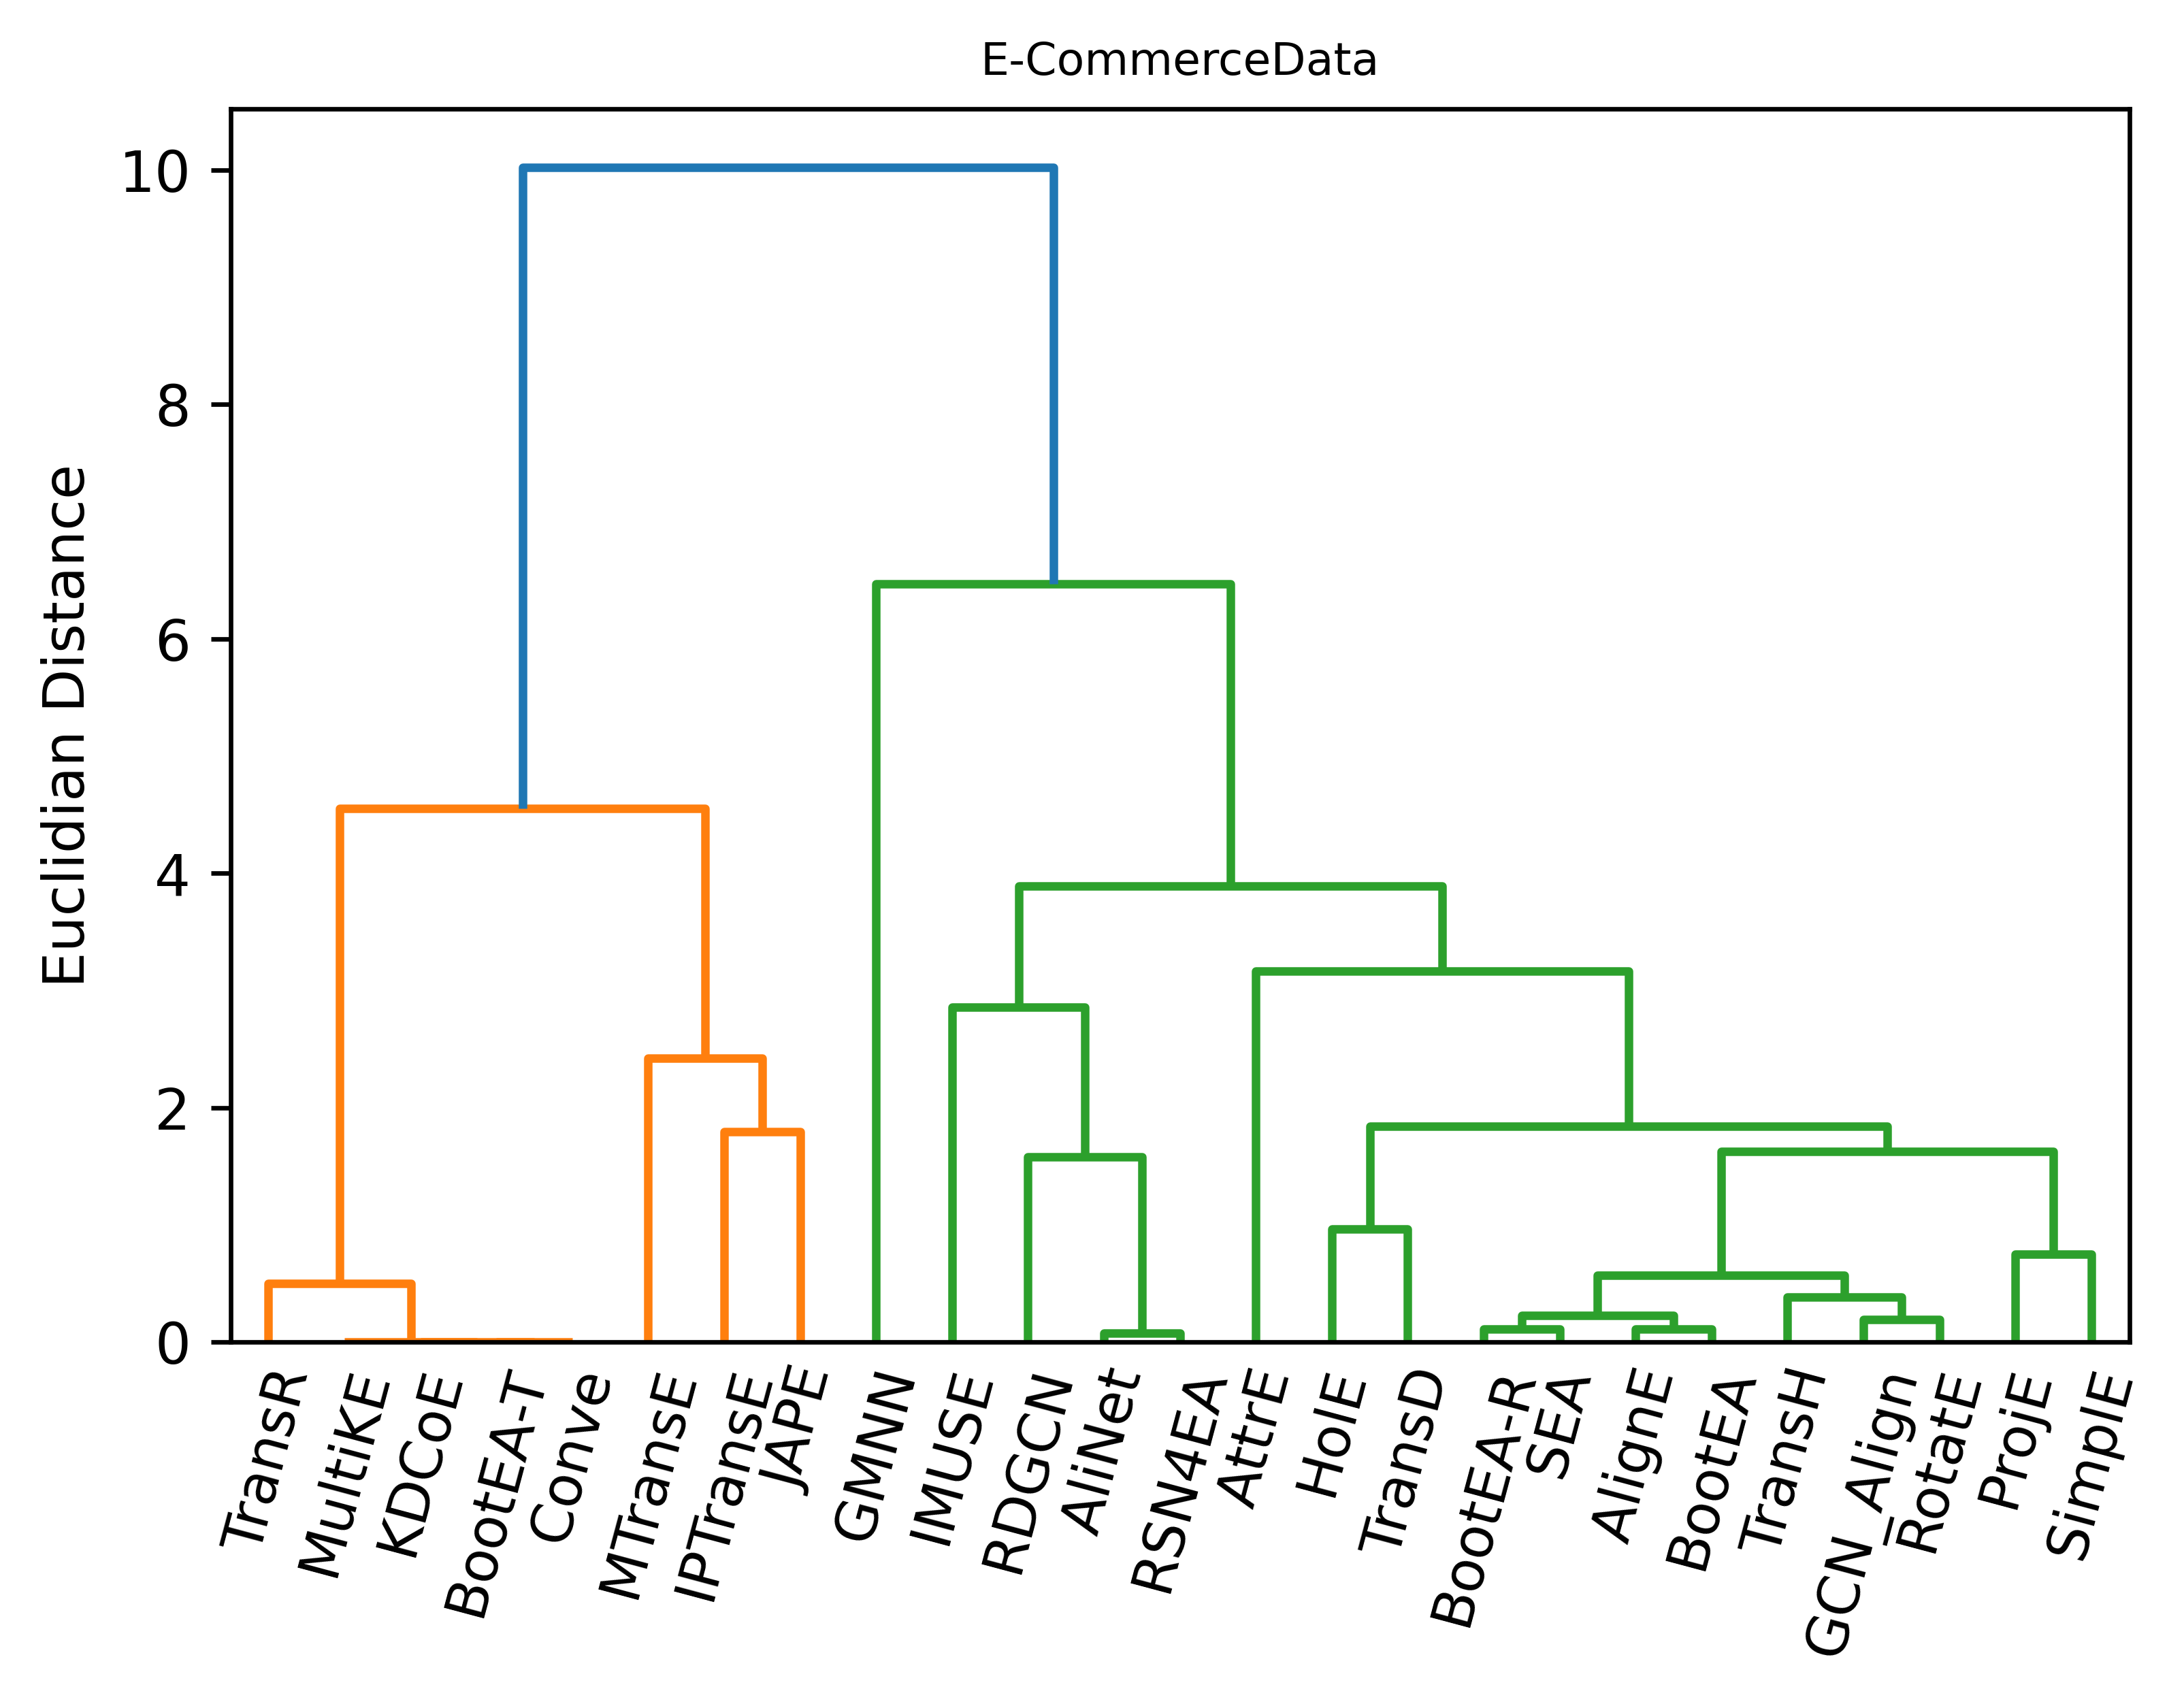 E-CommerceData
Euclidian Distance
10
8
6
4
2
0
TransR
MultiKE
KDCoE
BootEA-T
Conve
MTransE
IPTransE
JAPE
GMNN
IMUSE
RDGCN
AliNet
RSN4EA
AttrE
HolE
TransD
BootEA-R
SEA
AlignE
BootEA
TransH
GCN_Align
RotatE
ProjE
SimplE